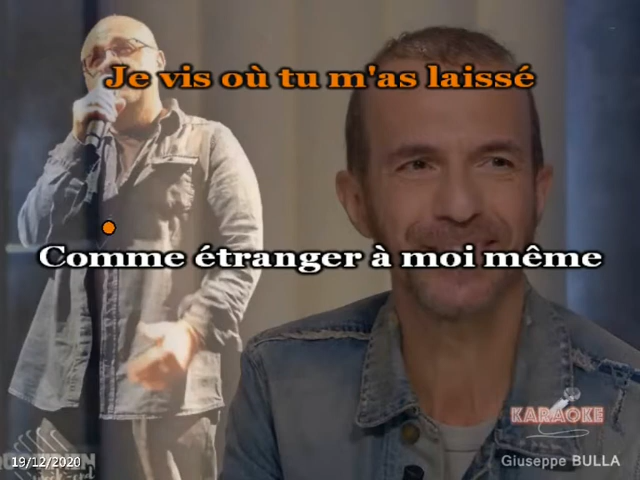 Je vis où tu m'as laissé
Comme étranger à moi même
KARAOKE
19/12/2020
Giuseppe BULLA